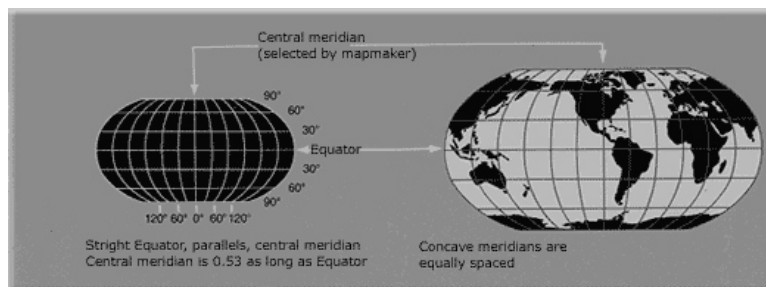 Central meridian
(selected by mapmaker)
90°
60°
30°
Equator
30°
60°
90°
120° 60° 0° 60° 120°
Stright Equator, parallels, central meridian
Central meridian is 0.53 as long as Equator
Concave meridians are
equally spaced